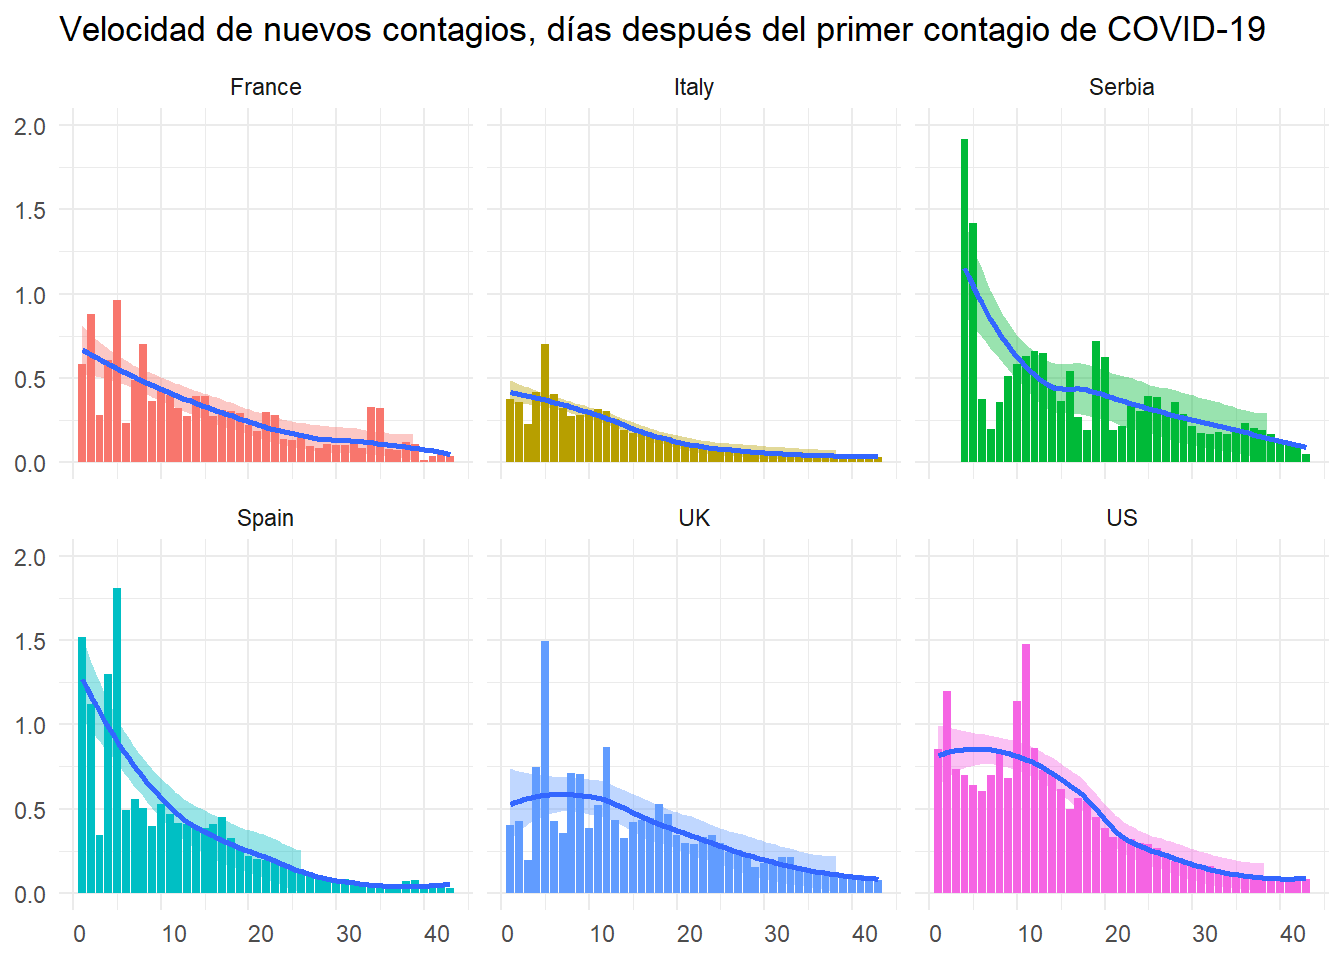 Velocidad de nuevos contagios, días después del primer contagio de COVID-19
France Italy Serbia
2.0
1.5
1.0
0.5
0.0
Spain UK US
2.0
1.5
1.0
0.5
0.0
0 10 20 30 40 0 10 20 30 40 0 10 20 30 40